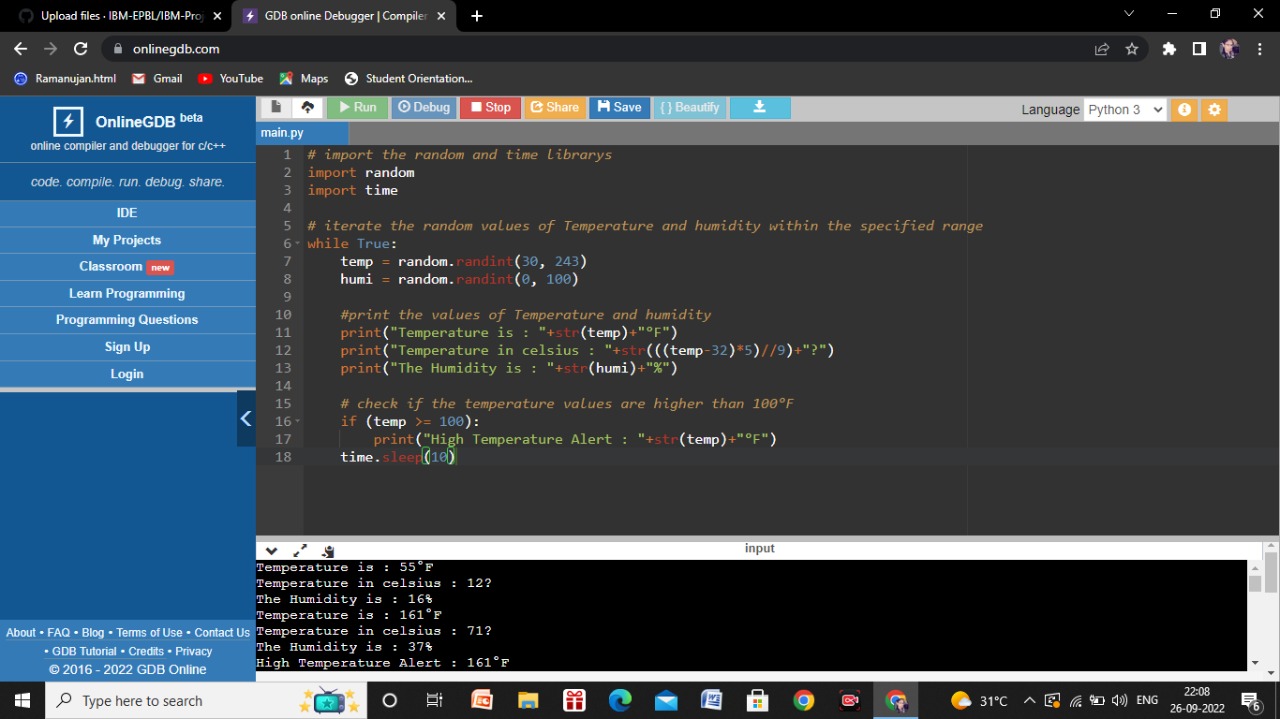 Upload files · IBM-EPBL/IBM-Pro
GDB online Debugger | Compiler
onlinegdb.com
Ramanujan.html
Gmail
YouTube
Maps
Student Orientation...
OnlineGDB beta
online compiler and debugger for c/c++
code. compile. run. debug. share.
IDE
My Projects
Classroom new
Learn Programming
Programming Questions
Sign Up
Login
About • FAQ • Blog • Terms of Use • Contact Us
• GDB Tutorial • Credits • Privacy
© 2016 - 2022 GDB Online
Run
Debug
Stop
Share
Save
{ } Beautify
Language Python 3
main.py
1 # import the random and time librarys
2 import random
3 import time
4
5 # iterate the random values of Temperature and humidity within the specified range
6 while True:
7 temp = random.randint(30, 243)
8 humi = random.randint(0, 100)
9
10 #print the values of Temperature and humidity
11 print("Temperature is : "+str(temp)+"°F")
12 print("Temperature in celsius : "+str(((temp-32)*5)//9)+"?")
13 print("The Humidity is : "+str(humi)+"%")
14
15 # check if the temperature values are higher than 100°F
16 if (temp >= 100):
17 print("High Temperature Alert : "+str(temp)+"°F")
18 time.sleep(10)
input
Temperature is : 55°F
Temperature in celsius : 12?
The Humidity is : 16%
Temperature is : 161°F
Temperature in celsius : 71?
The Humidity is : 37%
High Temperature Alert : 161°F
Type here to search
31°C
ENG
22:08
26-09-2022
6